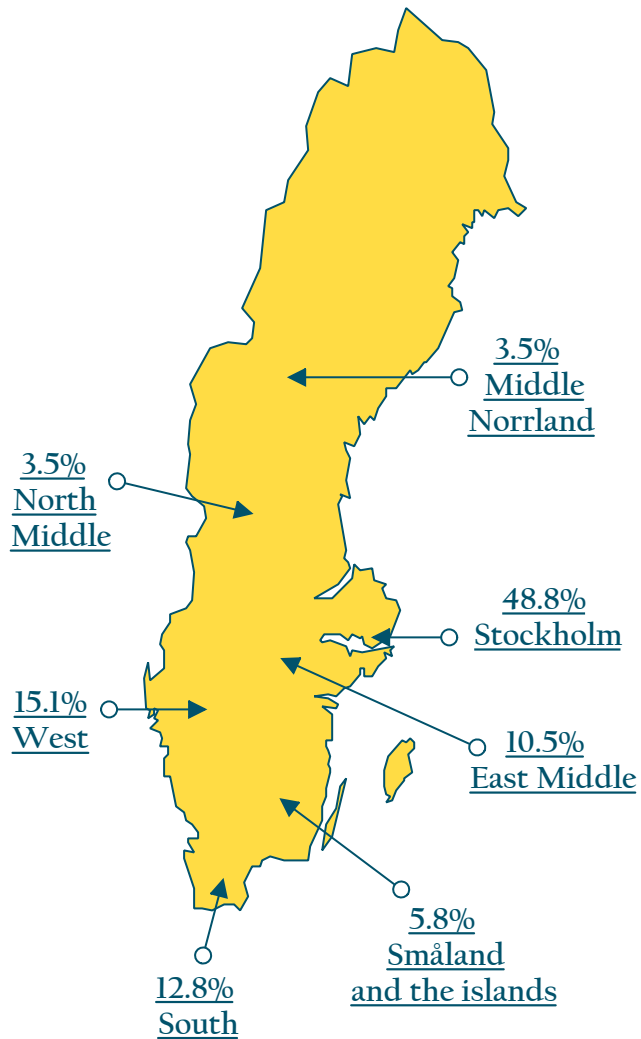 3.5%
Middle
Norrland
3.5%
North
Middle
48.8%
Stockholm
15.1%
West
10.5%
East Middle
5.8%
Småland
and the islands
12.8%
South